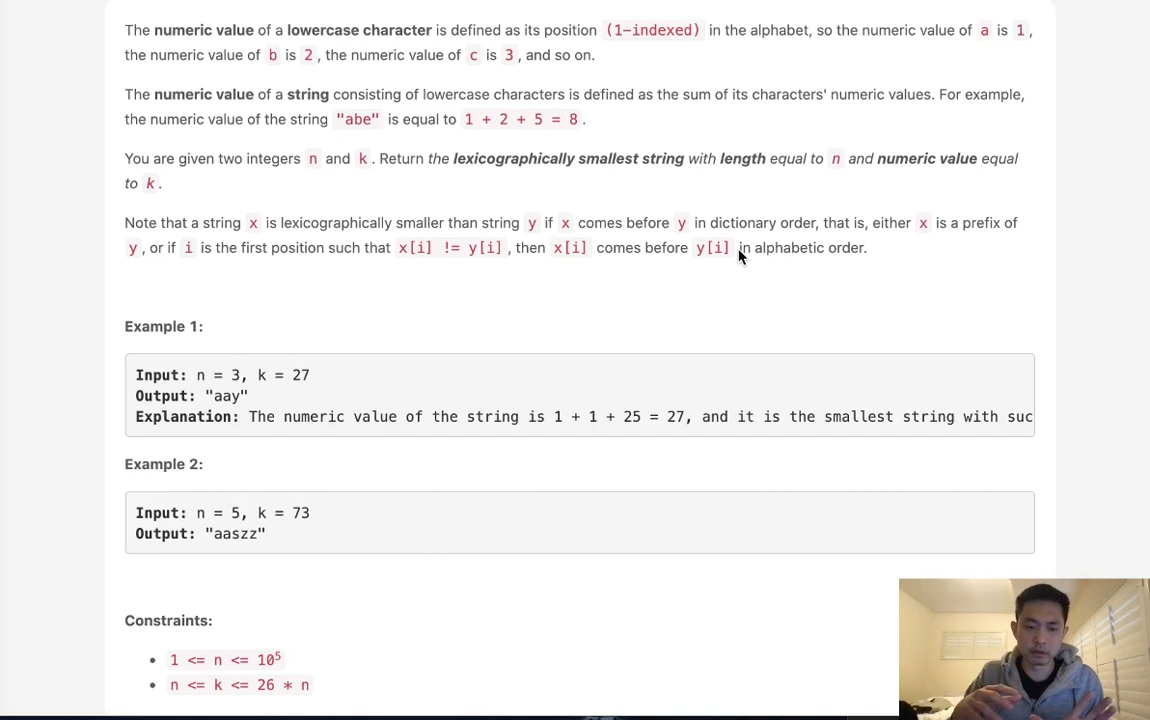 The numeric value of a lowercase character is defined as its position (1-indexed) in the alphabet, so the numeric value of a is 1,
the numeric value of b is 2, the numeric value of c is 3, and so on.
The numeric value of a string consisting of lowercase characters is defined as the sum of its characters' numeric values. For example,
the numeric value of the string "abe" is equal to 1 + 2 + 5 = 8.
You are given two integers n and k. Return the lexicographically smallest string with length equal to n and numeric value equal
to k.
Note that a string x is lexicographically smaller than string y if x comes before y in dictionary order, that is, either x is a prefix of
y, or if i is the first position such that x[i] != y[i], then x[i] comes before y[i] in alphabetic order.
Example 1:
Input: n = 3, k = 27
Output: "aay"
Explanation: The numeric value of the string is 1 + 1 + 25 = 27, and it is the smallest string with suc
Example 2:
Input: n = 5, k = 73
Output: "aaszz"
Constraints:
• 1 <= n <= 10⁵
• n <= k <= 26 * n